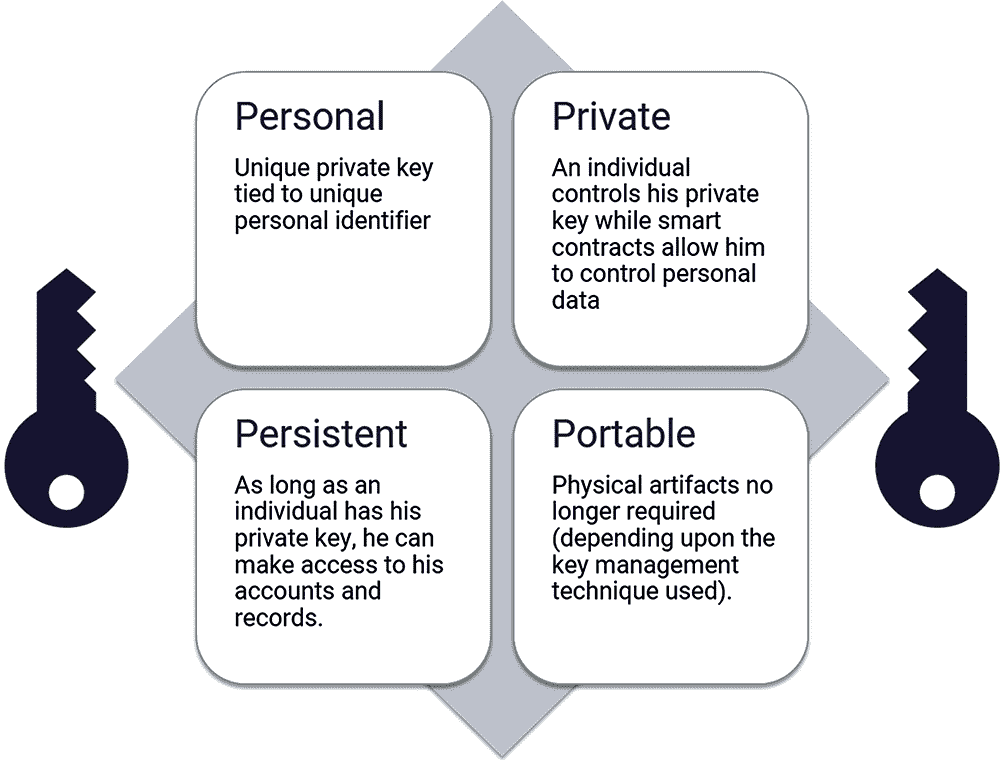 Personal
Unique private key
tied to unique
personal identifier
Private
An individual
controls his private
key while smart
contracts allow him
to control personal
data
Persistent
As long as an
individual has his
private key, he can
make access to his
accounts and
records.
Portable
Physical artifacts no
longer required
(depending upon the
key management
technique used).